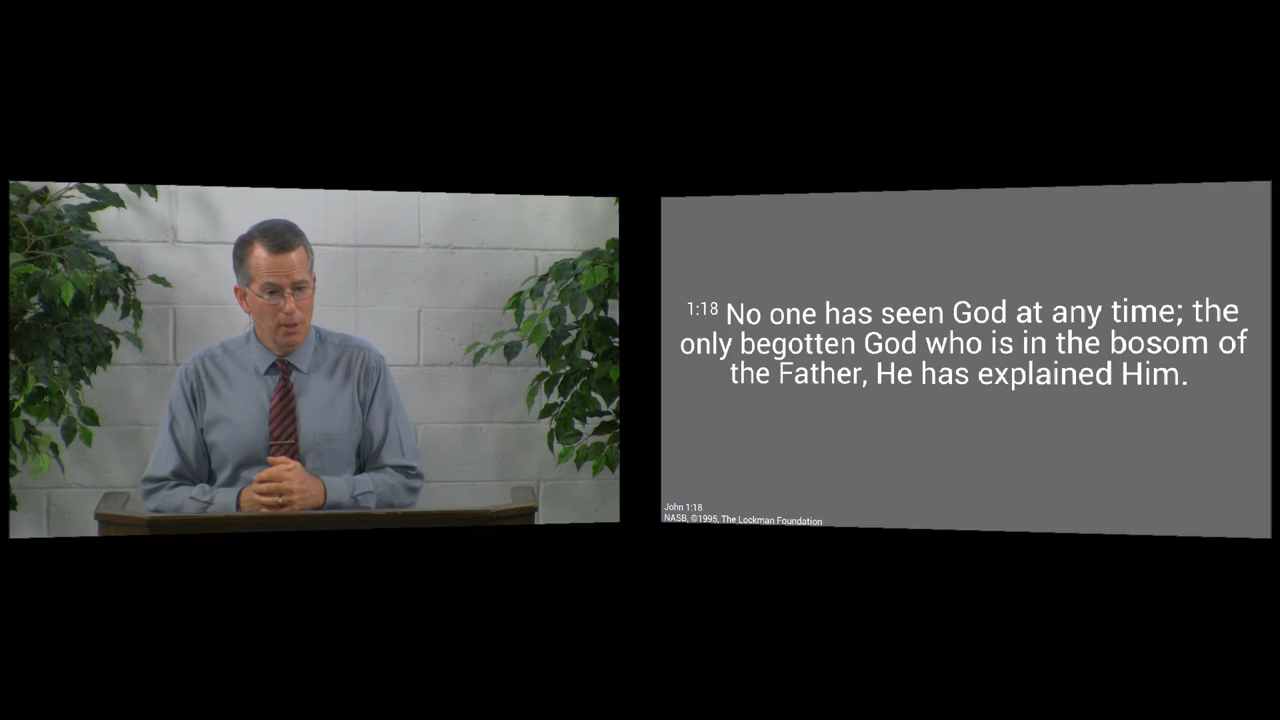 1:18 No one has seen God at any time; the
only begotten God who is in the bosom of
the Father, He has explained Him.
John 1:18
NASB, ©1995, The Lockman Foundation